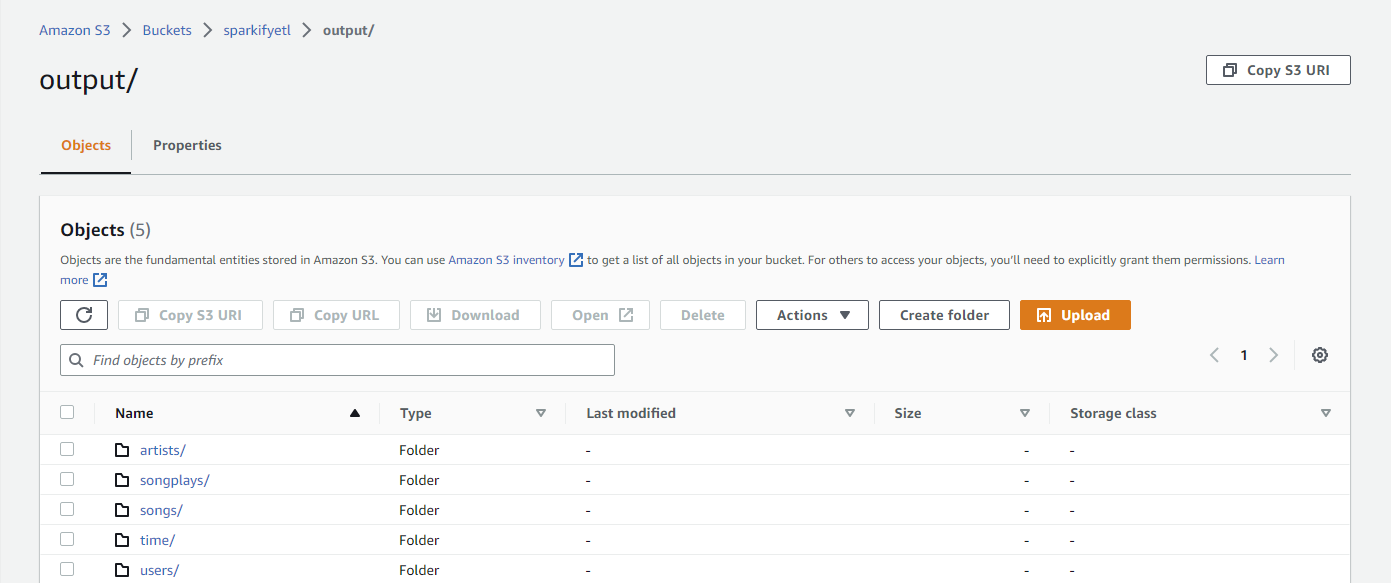 Amazon S3 > Buckets > sparkifyetl > output/
output/
Copy S3 URI
Objects Properties
Objects (5)
Objects are the fundamental entities stored in Amazon S3. You can use Amazon S3 inventory to get a list of all objects in your bucket. For others to access your objects, you'll need to explicitly grant them permissions. Learn
more
Copy S3 URI Copy URL Download Open Delete Actions Create folder Upload
Find objects by prefix
1
Name Type Last modified Size Storage class
artists/ Folder - - -
songplays/ Folder - - -
songs/ Folder - - -
time/ Folder - - -
users/ Folder - - -